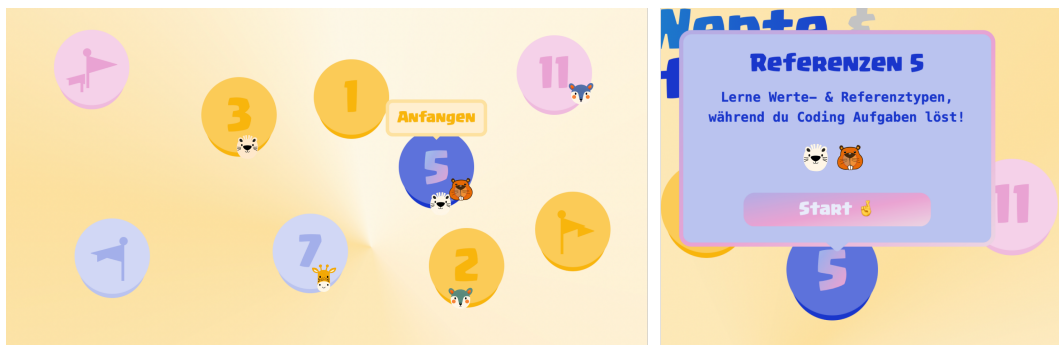 3
1
11
Anfangen
5
7
2
Werte &
f
Referenzen 5
Lerne Werte- & Referenztypen,
während du Coding Aufgaben löst!
Start 🤞
11
5